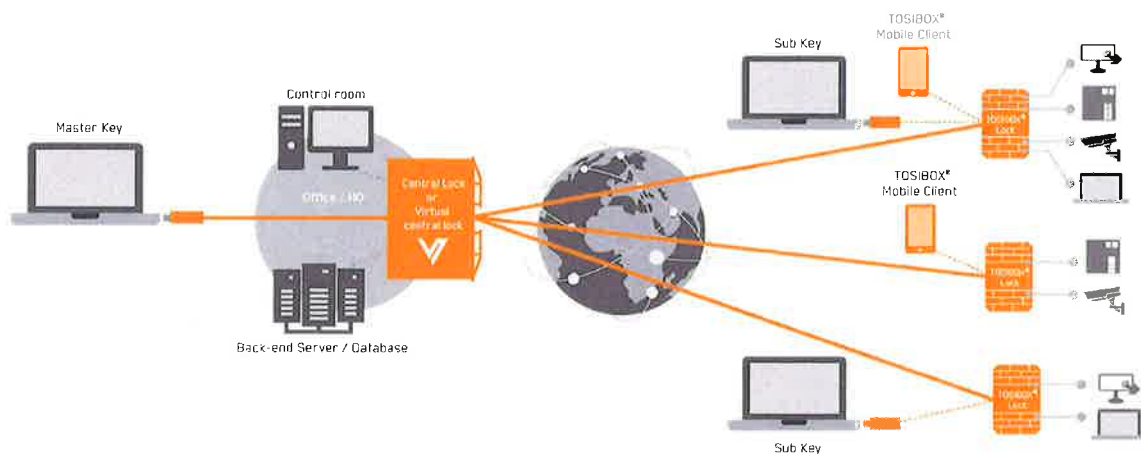 Master Key
Control room
Office / HQ
Central Lock
or
Virtual
central lock
Back-end Server / Database
Sub Key
TOSIBOX®
Mobile Client
TOSIBOX®
Lock
TOSIBOX®
Mobile Client
TOSIBOX®
Lock
Sub Key
TOSIBOX®
Lock